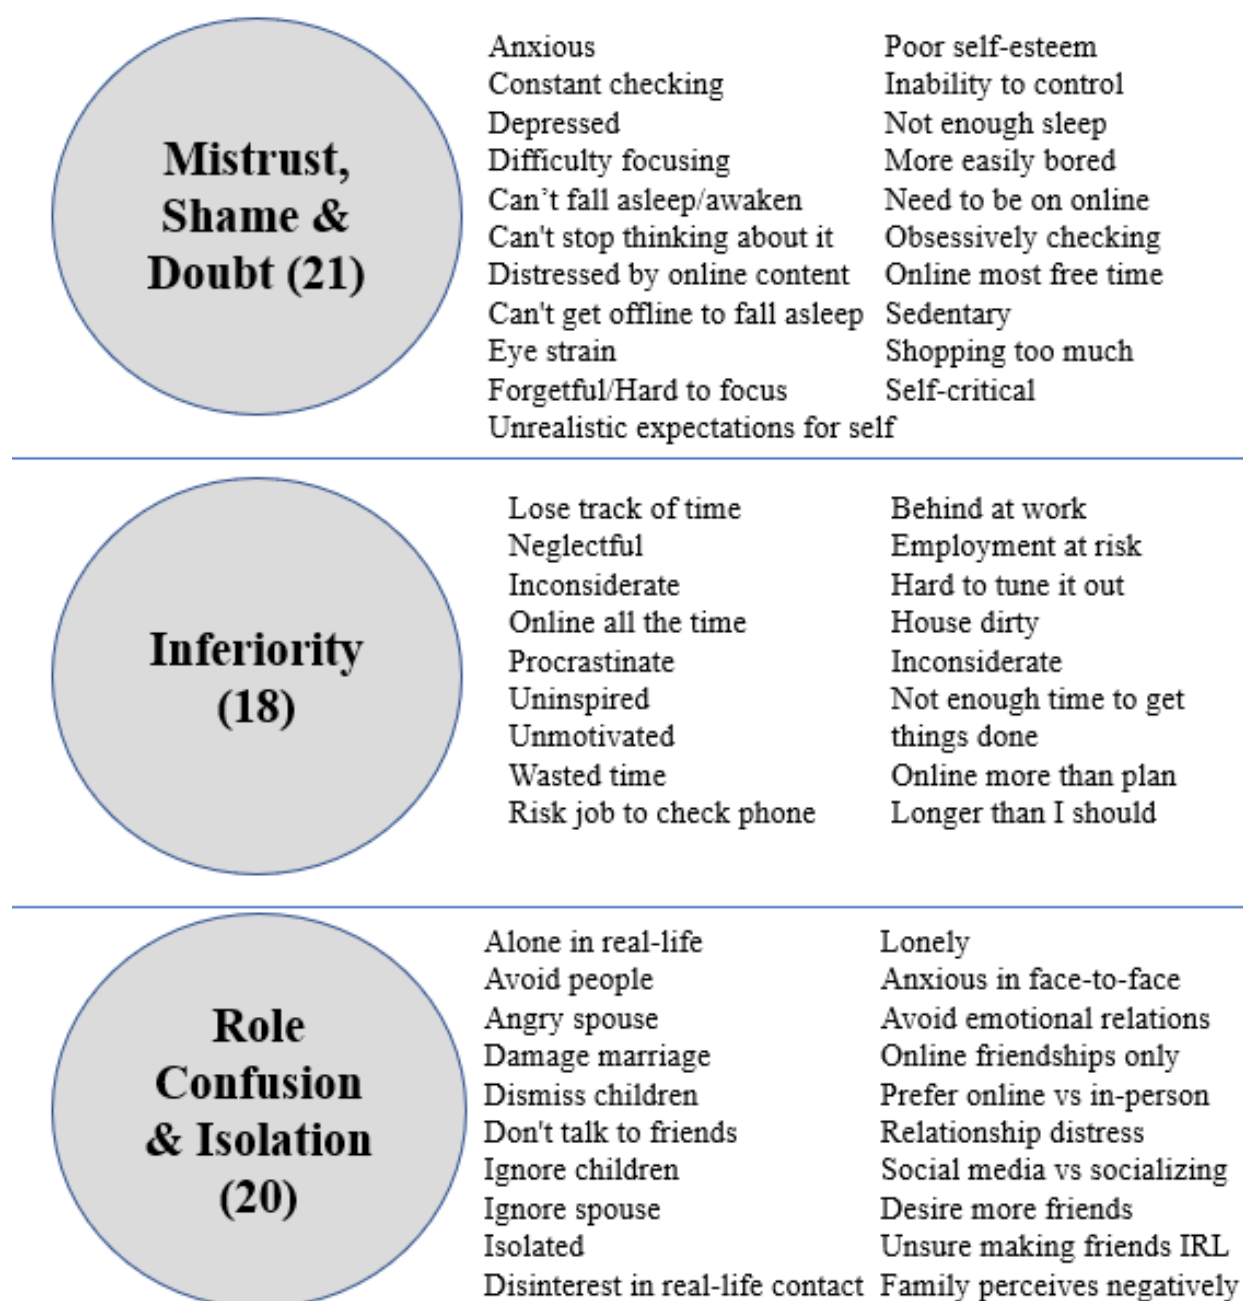 Mistrust,
Shame &
Doubt (21)
Anxious
Constant checking
Depressed
Difficulty focusing
Can’t fall asleep/awaken
Can't stop thinking about it
Distressed by online content
Can't get offline to fall asleep
Eye strain
Forgetful/Hard to focus
Unrealistic expectations for self
Poor self-esteem
Inability to control
Not enough sleep
More easily bored
Need to be on online
Obsessively checking
Online most free time
Sedentary
Shopping too much
Self-critical
Inferiority
(18)
Lose track of time
Neglectful
Inconsiderate
Online all the time
Procrastinate
Uninspired
Unmotivated
Wasted time
Risk job to check phone
Behind at work
Employment at risk
Hard to tune it out
House dirty
Inconsiderate
Not enough time to get
things done
Online more than plan
Longer than I should
Role
Confusion
& Isolation
(20)
Alone in real-life
Avoid people
Angry spouse
Damage marriage
Dismiss children
Don't talk to friends
Ignore children
Ignore spouse
Isolated
Disinterest in real-life contact
Lonely
Anxious in face-to-face
Avoid emotional relations
Online friendships only
Prefer online vs in-person
Relationship distress
Social media vs socializing
Desire more friends
Unsure making friends IRL
Family perceives negatively